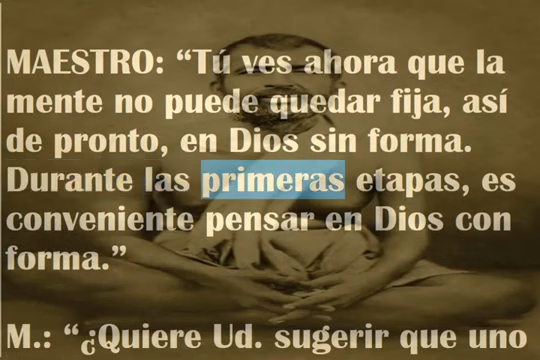 MAESTRO: “Tú ves ahora que la
mente no puede quedar fija, así
de pronto, en Dios sin forma.
Durante las primeras etapas, es
conveniente pensar en Dios con
forma.”
M.: “¿Quiere Ud. sugerir que uno